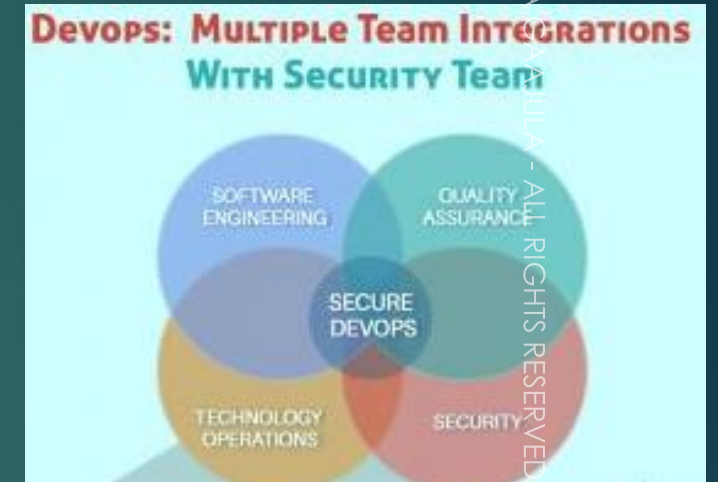 Devops: Multiple Team Integrations
With Security Team
SOFTWARE
ENGINEERING
QUALITY
ASSURANCE
SECURE
DEVOPS
TECHNOLOGY
OPERATIONS
SECURITY
- ALL RIGHTS RESERVED